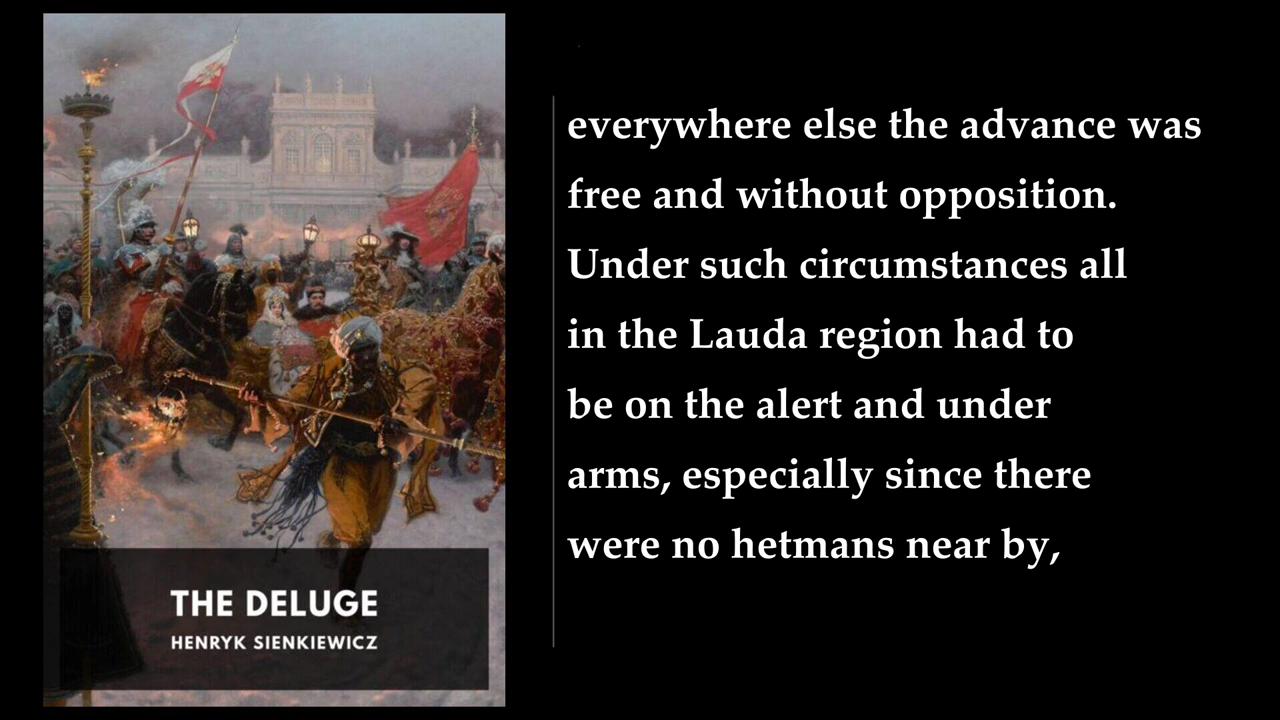 everywhere else the advance was
free and without opposition.
Under such circumstances all
in the Lauda region had to
be on the alert and under
arms, especially since there
were no hetmans near by,
THE DELUGE
HENRYK SIENKIEWICZ